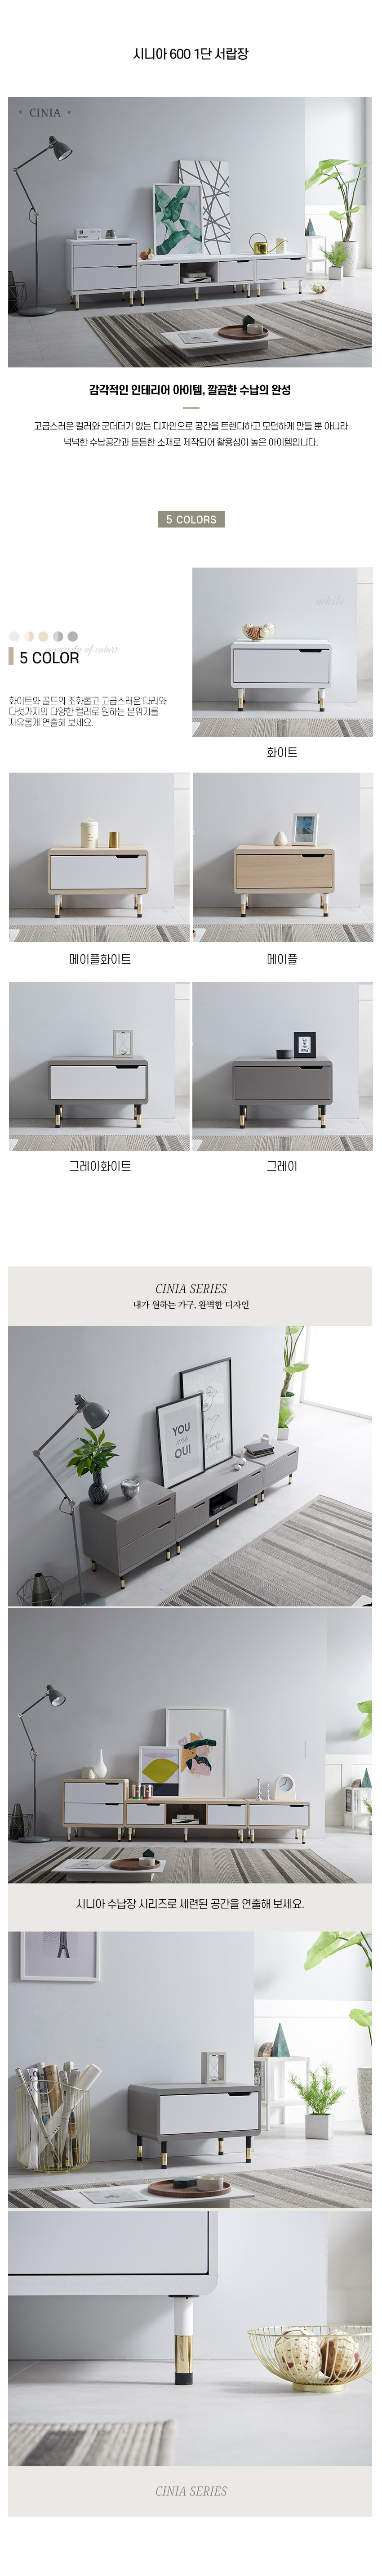 시니아 600 1단 서랍장
CINIA
감각적인 인테리어 아이템, 깔끔한 수납의 완성
고급스러운 컬러와 군더더기 없는 디자인으로 공간을 트렌디하고 모던하게 만들 뿐 아니라
넉넉한 수납공간과 튼튼한 소재로 제작되어 활용성이 높은 아이템입니다.
5 COLORS
white
variety of colors
5 COLOR
화이트와 골드의 조화롭고 고급스러운 다리와
다섯가지의 다양한 컬러로 원하는 분위기를
자유롭게 연출해 보세요.
화이트
메이플화이트
메이플
그레이화이트
그레이
CINIA SERIES
내가 원하는 가구, 완벽한 디자인
YOU
OUI
시니아 수납장 시리즈로 세련된 공간을 연출해 보세요.
CINIA SERIES